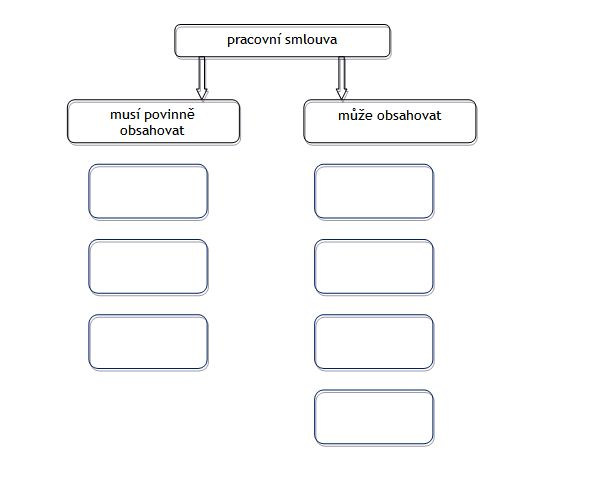 pracovní smlouva
musí povinně
obsahovat
může obsahovat